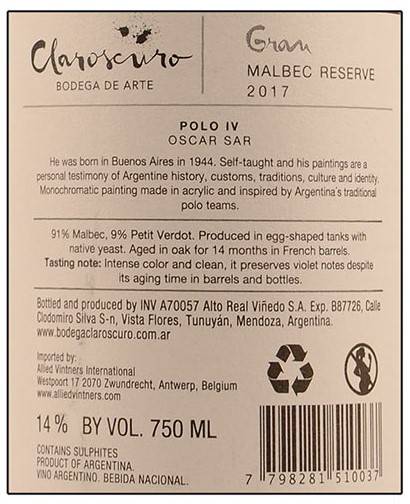 Claroscuro
BODEGA DE ARTE
Gran
MALBEC RESERVE
2017
POLO IV
OSCAR SAR
He was born in Buenos Aires in 1944. Self-taught and his paintings are a
personal testimony of Argentine history, customs, traditions, culture and identity.
Monochromatic painting made in acrylic and inspired by Argentina's traditional
polo teams.
91% Malbec, 9% Petit Verdot. Produced in egg-shaped tanks with
native yeast. Aged in oak for 14 months in French barrels.
Tasting note: Intense color and clean, it preserves violet notes despite
its aging time in barrels and bottles.
Bottled and produced by INV A70057 Alto Real Viñedo S.A. Exp. B87726, Calle
Clodomiro Silva S-n, Vista Flores, Tunuyán, Mendoza, Argentina.
www.bodegaclaroscuro.com.ar
Imported by:
Allied Vintners International
Westpoort 17 2070 Zwundrecht, Antwerp, Belgium
www.alliedvintners.com
14% BY VOL. 750 ML
CONTAINS SULPHITES
PRODUCT OF ARGENTINA.
VINO ARGENTINO. BEBIDA NACIONAL.
7 798281 510037